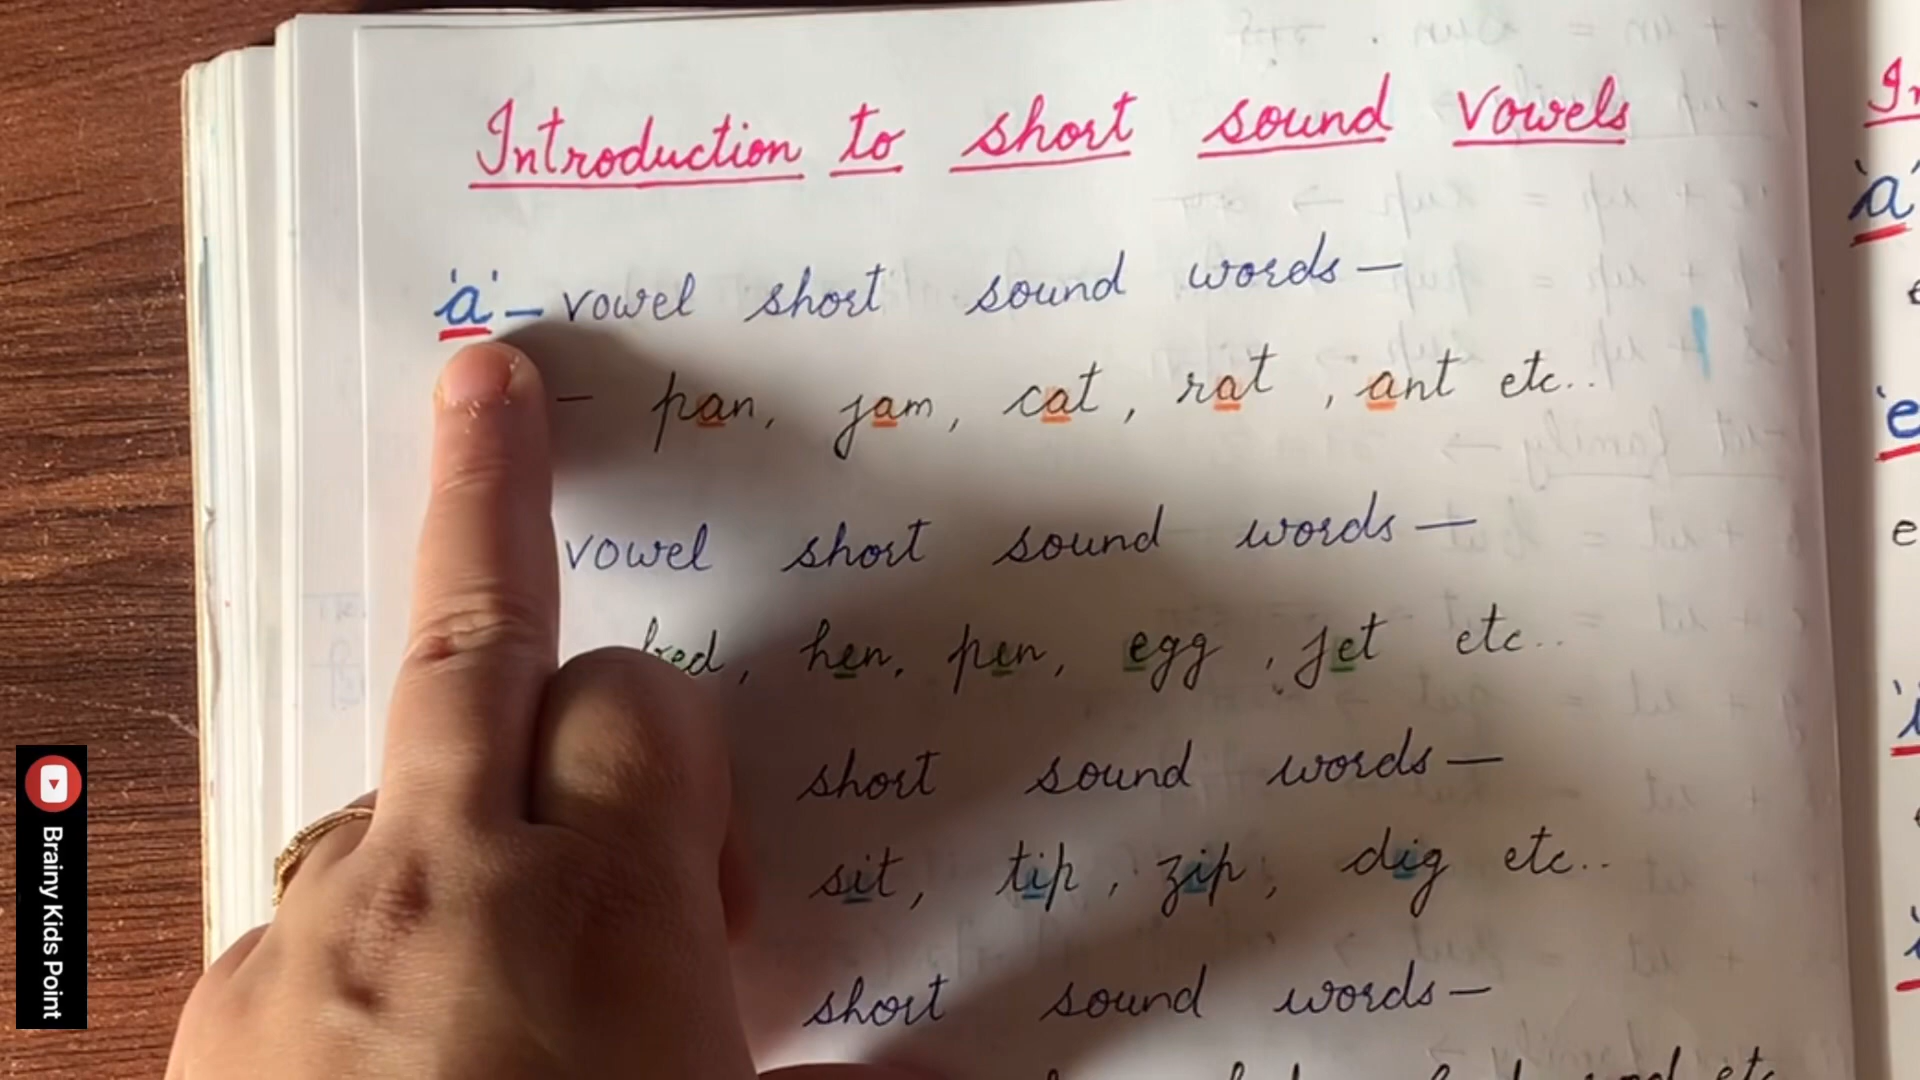 Introduction to short sound vowels
'a' – vowel short sound words –
– pan, jam, cat, rat, ant etc..
vowel short sound words –
hen, pen, egg, jet etc..
short sound words –
sit, tip, zip, dig etc..
short sound words –
etc
'a'
'e
Brainy Kids Point